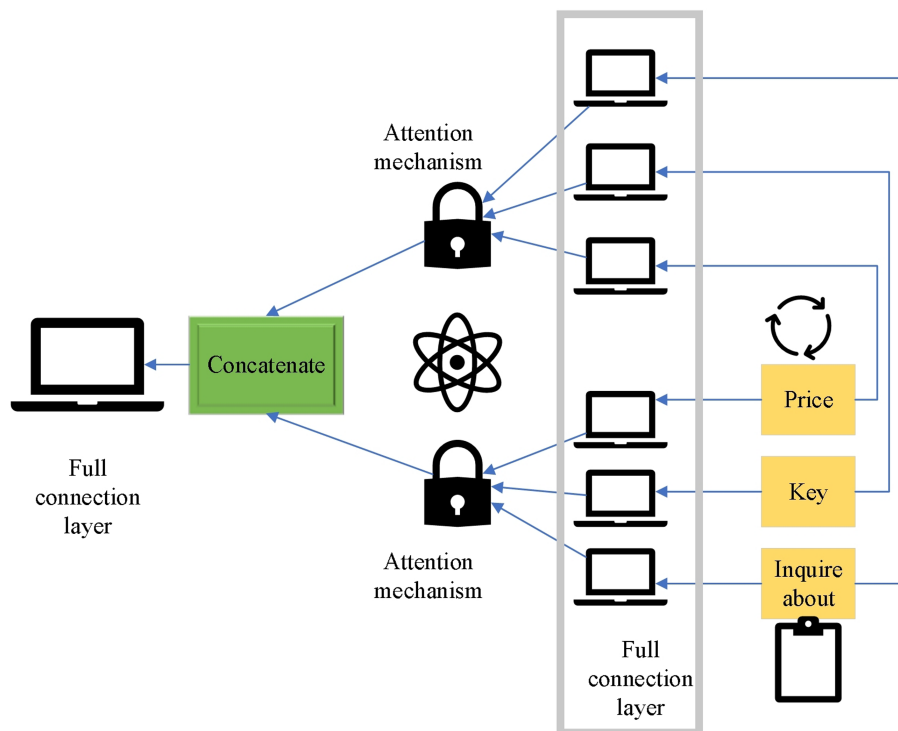 Attention
mechanism
Concatenate
Full
connection
layer
Attention
mechanism
Price
Key
Inquire
about
Full
connection
layer